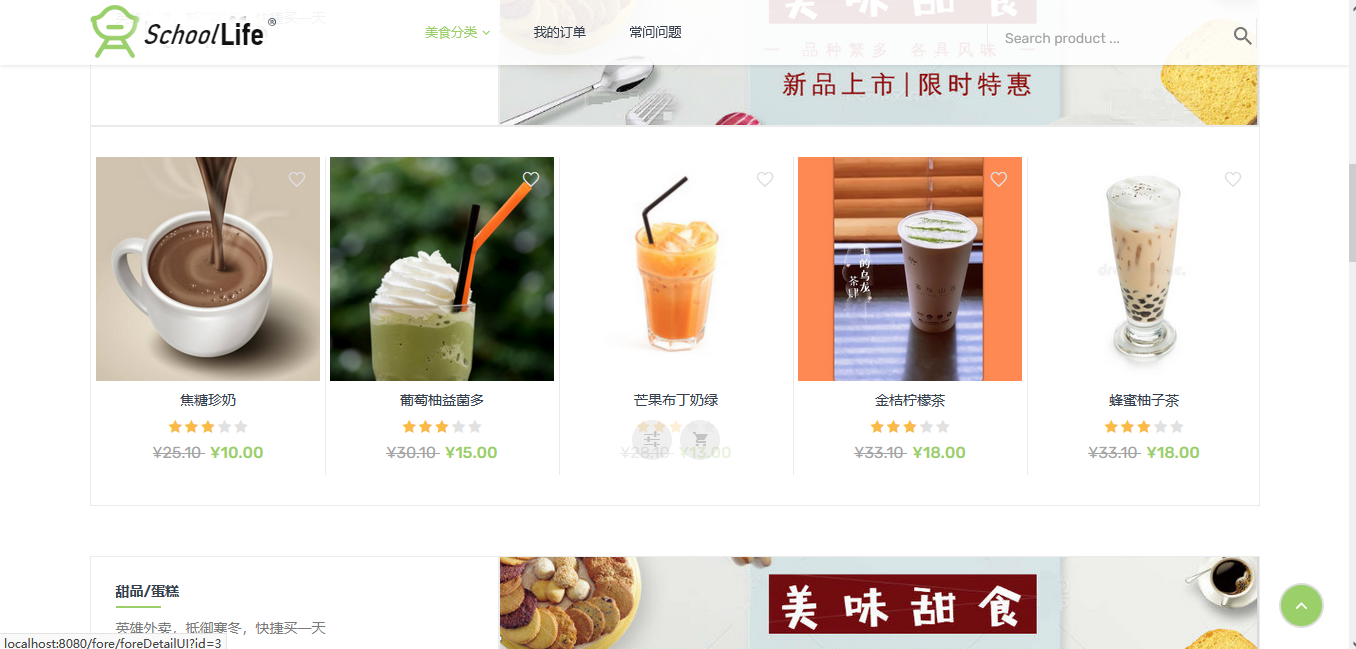 SchoolLife®
美食分类
我的订单
常问问题
Search product ...
美 味 甜 食
品种繁多 各具风味
新品上市|限时特惠
焦糖珍奶
¥25.10 ¥10.00
葡萄柚益菌多
¥30.10 ¥15.00
芒果布丁奶绿
¥28.10 ¥13.00
金桔柠檬茶
¥33.10 ¥18.00
蜂蜜柚子茶
¥33.10 ¥18.00
甜品/蛋糕
英雄外卖，抵御寒冬，快捷买一天
美 味 甜 食
localhost:8080/fore/foreDetailUI?id=3